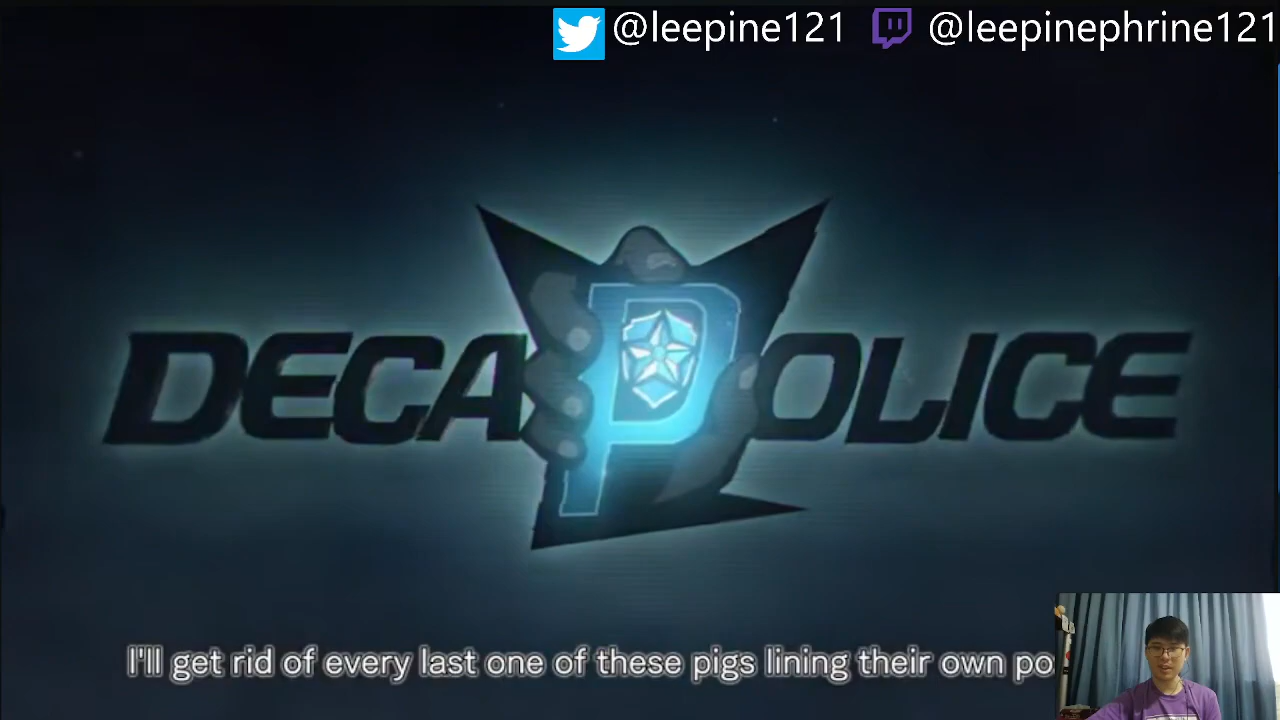 @leepine121 @leepinephrine121
DECAPOLICE
I'll get rid of every last one of these pigs lining their own po